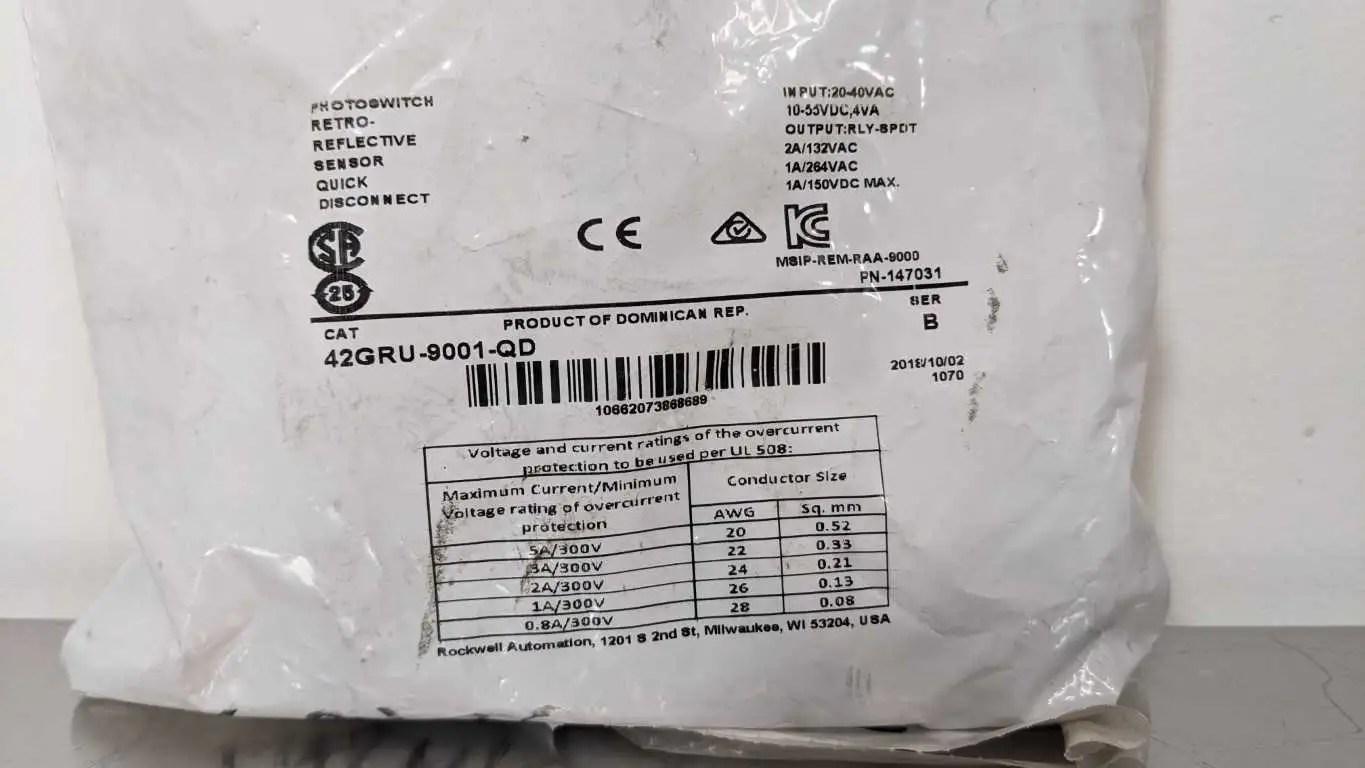 PHOTOSWITCH
RETRO-
REFLECTIVE
SENSOR
QUICK
DISCONNECT
INPUT:20-40VAC
10-55VDC,4VA
OUTPUT:RLY-SPDT
2A/132VAC
1A/264VAC
1A/150VDC MAX.
SA
25
CE
KC
MSIP-REM-RAA-9000
PN-147031
CAT
PRODUCT OF DOMINICAN REP.
SER
42GRU-9001-QD
B
10662073868689
2018/10/02
1070
Voltage and current ratings of the overcurrent
protection to be used per UL 508:
Maximum Current/Minimum
Voltage rating of overcurrent
protection
Conductor Size
AWG Sq. mm
5A/300V 20 0.52
3A/300V 22 0.33
2A/300V 24 0.21
1A/300V 26 0.13
0.8A/300V 28 0.08
Rockwell Automation, 1201 S 2nd St, Milwaukee, WI 53204, USA